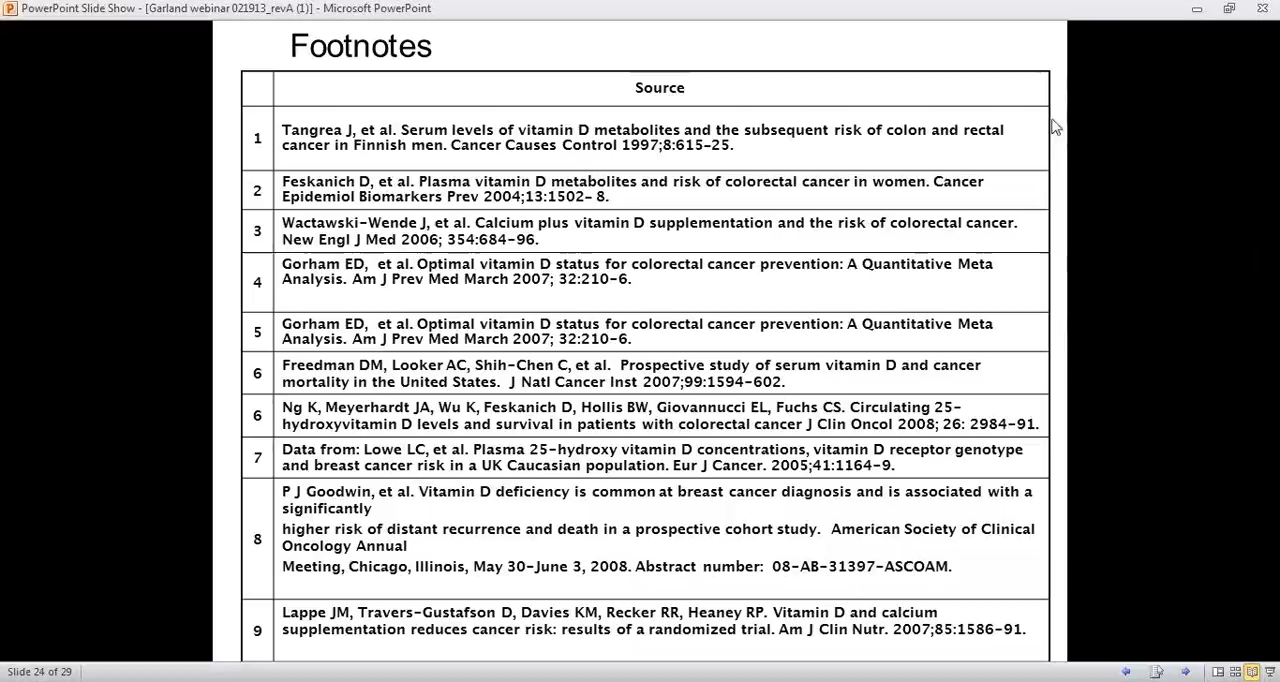 PowerPoint Slide Show - [Garland webinar 021913_revA (1)] - Microsoft PowerPoint
Footnotes
Source
1
Tangrea J, et al. Serum levels of vitamin D metabolites and the subsequent risk of colon and rectal
cancer in Finnish men. Cancer Causes Control 1997;8:615-25.
2
Feskanich D, et al. Plasma vitamin D metabolites and risk of colorectal cancer in women. Cancer
Epidemiol Biomarkers Prev 2004;13:1502- 8.
3
Wactawski-Wende J, et al. Calcium plus vitamin D supplementation and the risk of colorectal cancer.
New Engl J Med 2006; 354:684-96.
4
Gorham ED,  et al. Optimal vitamin D status for colorectal cancer prevention: A Quantitative Meta
Analysis. Am J Prev Med March 2007; 32:210-6.
5
Gorham ED,  et al. Optimal vitamin D status for colorectal cancer prevention: A Quantitative Meta
Analysis. Am J Prev Med March 2007; 32:210-6.
6
Freedman DM, Looker AC, Shih-Chen C, et al.  Prospective study of serum vitamin D and cancer
mortality in the United States.  J Natl Cancer Inst 2007;99:1594-602.
6
Ng K, Meyerhardt JA, Wu K, Feskanich D, Hollis BW, Giovannucci EL, Fuchs CS. Circulating 25-
hydroxyvitamin D levels and survival in patients with colorectal cancer J Clin Oncol 2008; 26: 2984-91.
7
Data from: Lowe LC, et al. Plasma 25-hydroxy vitamin D concentrations, vitamin D receptor genotype
and breast cancer risk in a UK Caucasian population. Eur J Cancer. 2005;41:1164-9.
8
P J Goodwin, et al. Vitamin D deficiency is common at breast cancer diagnosis and is associated with a
significantly
higher risk of distant recurrence and death in a prospective cohort study.  American Society of Clinical
Oncology Annual
Meeting, Chicago, Illinois, May 30-June 3, 2008. Abstract number:  08-AB-31397-ASCOAM.
9
Lappe JM, Travers-Gustafson D, Davies KM, Recker RR, Heaney RP. Vitamin D and calcium
supplementation reduces cancer risk: results of a randomized trial. Am J Clin Nutr. 2007;85:1586-91.
Slide 24 of 29